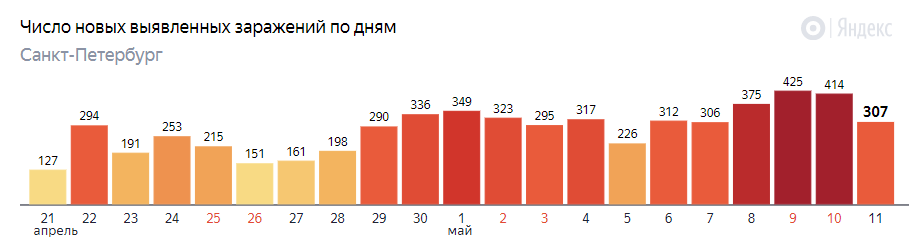 Число новых выявленных заражений по дням
Яндекс
Санкт-Петербург
127 294 191 253 215 151 161 198 290 336 349 323 295 317 226 312 306 375 425 414 307
21 22 23 24 25 26 27 28 29 30 1 2 3 4 5 6 7 8 9 10 11
апрель май